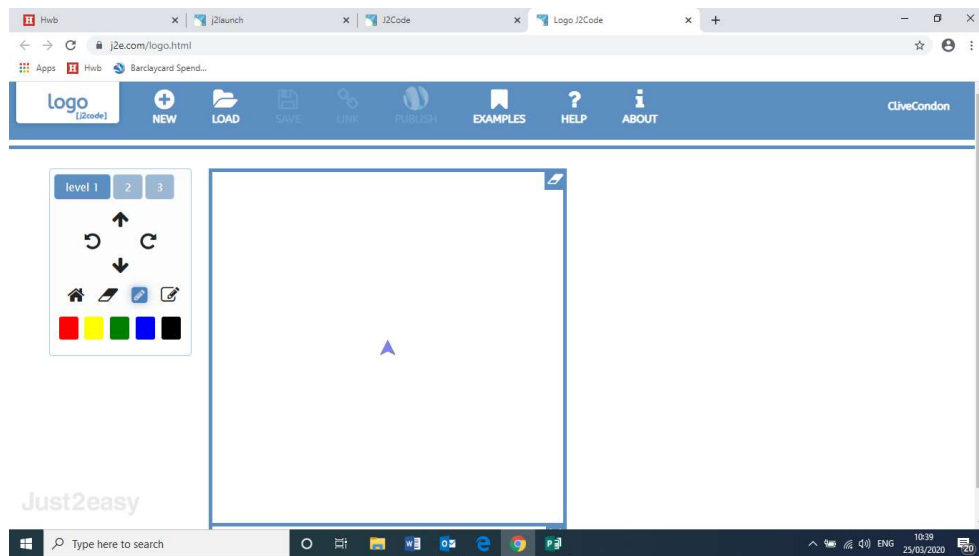 Hwb
j2launch
J2Code
Logo J2Code
j2e.com/logo.html
Apps Hwb Barclaycard Spend...
logo
[j2code]
NEW LOAD SAVE LINK PUBLISH EXAMPLES HELP ABOUT
CliveCondon
level 1 2 3
Just2easy
Type here to search
ENG
10:39
25/03/2020
20